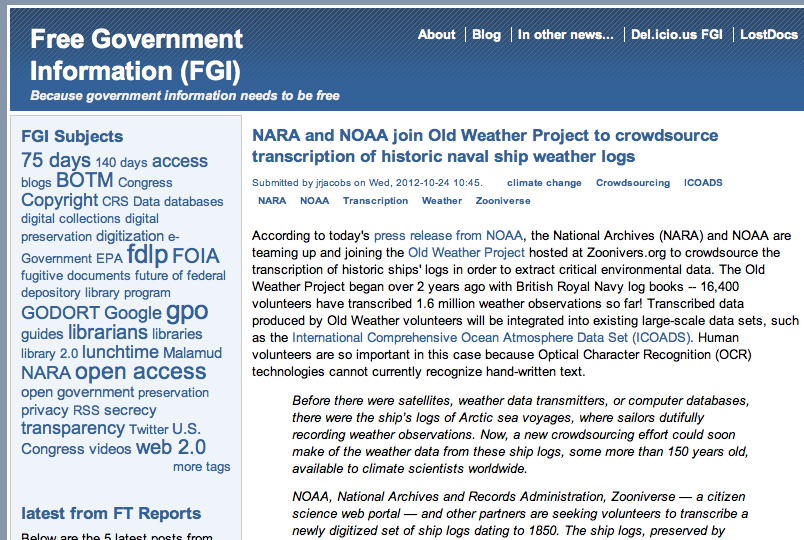 Free Government
Information (FGI)
Because government information needs to be free
About | Blog | In other news... | Del.icio.us FGI | LostDocs
FGI Subjects
75 days 140 days access
blogs BOTM Congress
Copyright CRS Data databases
digital collections digital
preservation digitization e-
Government EPA fdlp FOIA
fugitive documents future of federal
depository library program
GODORT Google gpo
guides librarians libraries
library 2.0 lunchtime Malamud
NARA open access
open government preservation
privacy RSS secrecy
transparency Twitter U.S.
Congress videos web 2.0
more tags
latest from FT Reports
Below are the 5 latest posts from
NARA and NOAA join Old Weather Project to crowdsource
transcription of historic naval ship weather logs
Submitted by jrjacobs on Wed, 2012-10-24 10:45. climate change Crowdsourcing ICOADS
NARA NOAA Transcription Weather Zooniverse
According to today's press release from NOAA, the National Archives (NARA) and NOAA are
teaming up and joining the Old Weather Project hosted at Zoonivers.org to crowdsource the
transcription of historic ships' logs in order to extract critical environmental data. The Old
Weather Project began over 2 years ago with British Royal Navy log books -- 16,400
volunteers have transcribed 1.6 million weather observations so far! Transcribed data
produced by Old Weather volunteers will be integrated into existing large-scale data sets, such
as the International Comprehensive Ocean Atmosphere Data Set (ICOADS). Human
volunteers are so important in this case because Optical Character Recognition (OCR)
technologies cannot currently recognize hand-written text.
Before there were satellites, weather data transmitters, or computer databases,
there were the ship's logs of Arctic sea voyages, where sailors dutifully
recording weather observations. Now, a new crowdsourcing effort could soon
make of the weather data from these ship logs, some more than 150 years old,
available to climate scientists worldwide.
NOAA, National Archives and Records Administration, Zooniverse — a citizen
science web portal — and other partners are seeking volunteers to transcribe a
newly digitized set of ship logs dating to 1850. The ship logs, preserved by